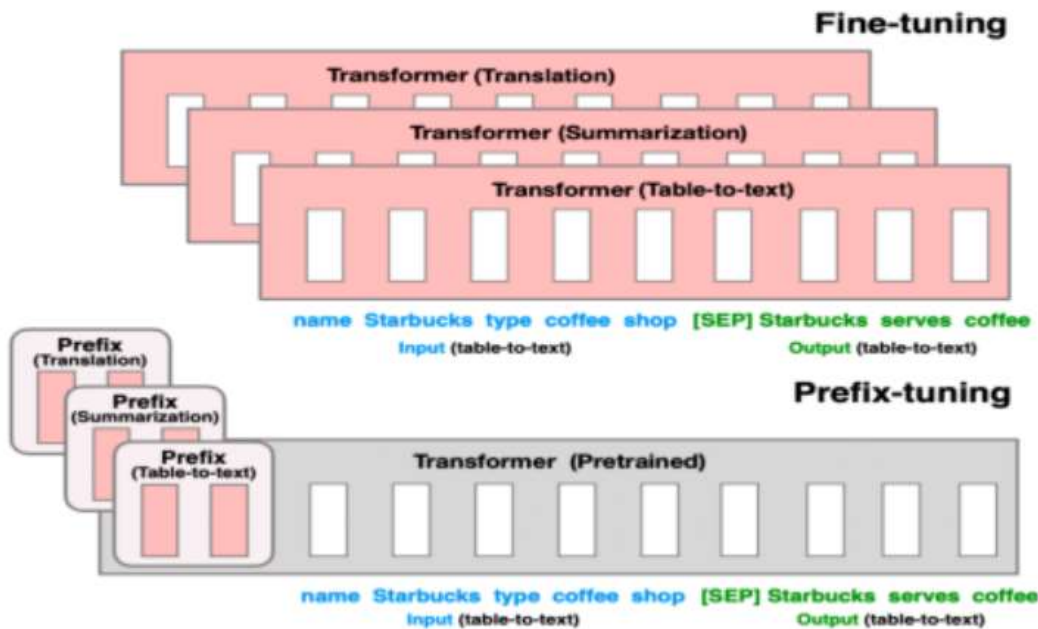 Fine-tuning
Transformer (Translation)
Transformer (Summarization)
Transformer (Table-to-text)
name Starbucks type coffee shop [SEP] Starbucks serves coffee
Input (table-to-text) Output (table-to-text)
Prefix
(Translation)
Prefix-tuning
Prefix
(Summarization)
Prefix
(Table-to-text)
Transformer (Pretrained)
name Starbucks type coffee shop [SEP] Starbucks serves coffee
Input (table-to-text) Output (table-to-text)